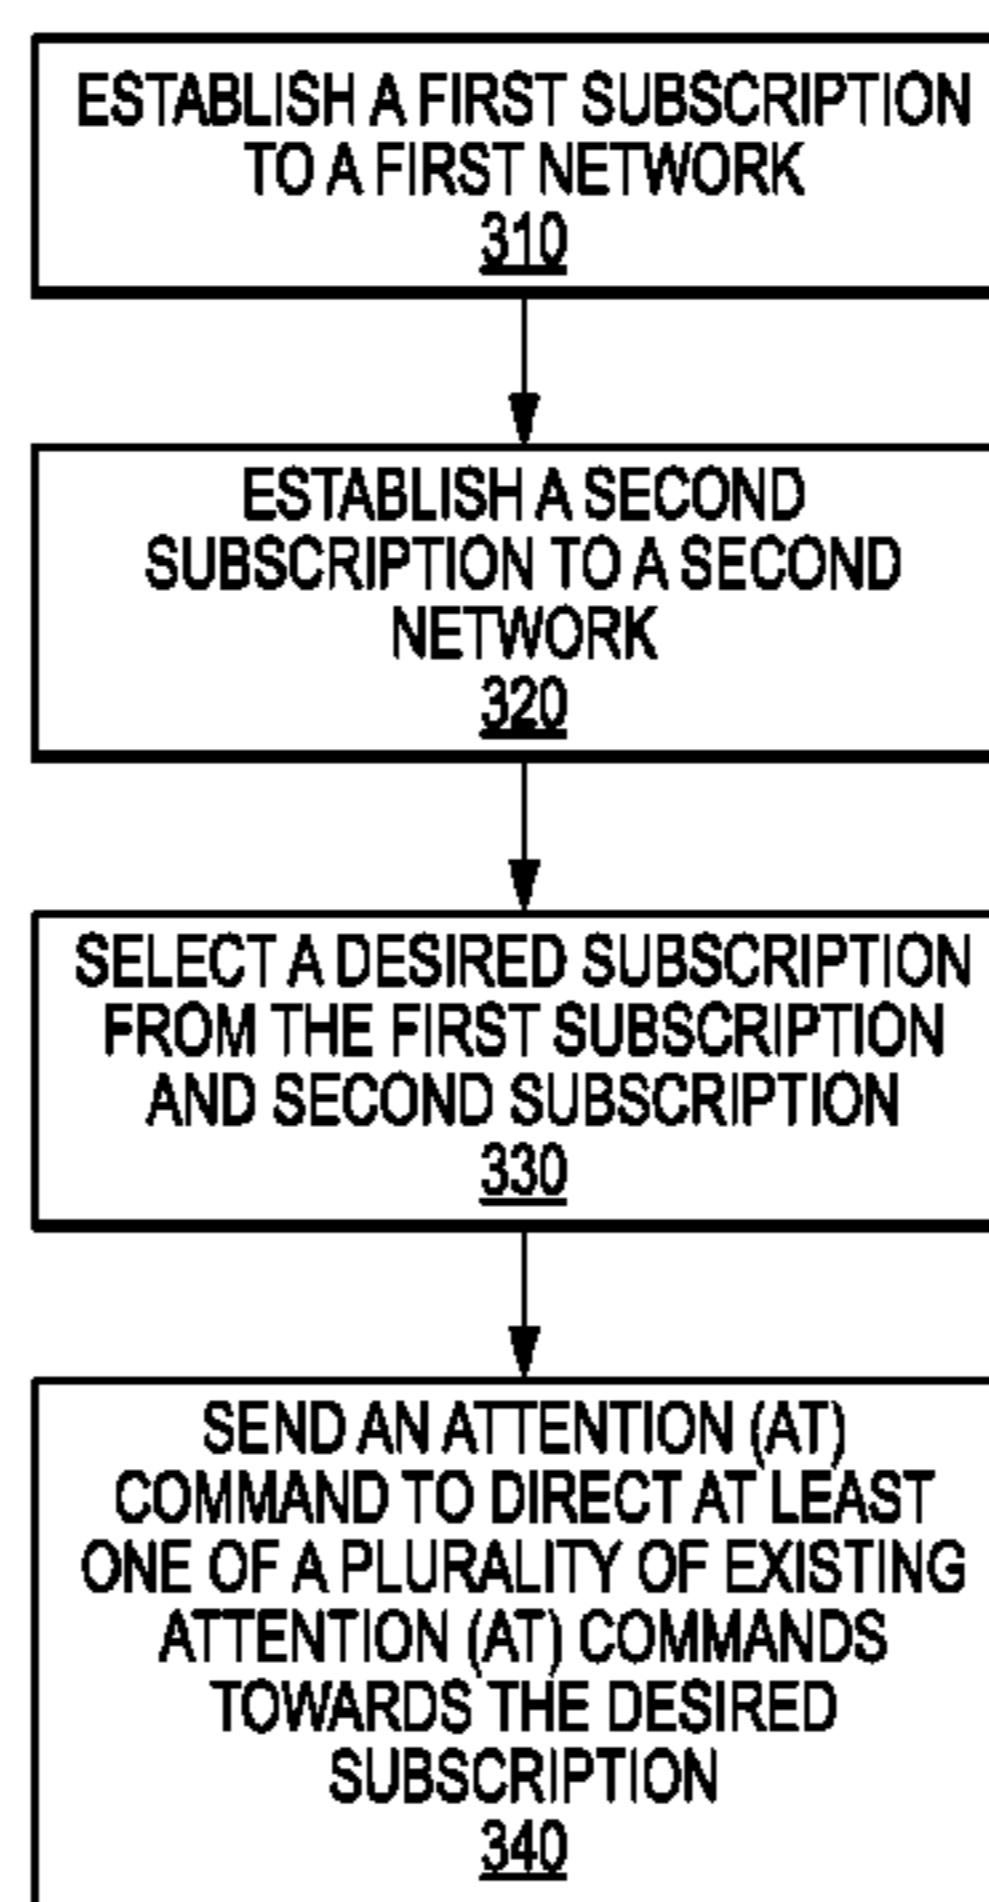 ESTABLISH A FIRST SUBSCRIPTION
TO A FIRST NETWORK
310
ESTABLISH A SECOND
SUBSCRIPTION TO A SECOND
NETWORK
320
SELECT A DESIRED SUBSCRIPTION
FROM THE FIRST SUBSCRIPTION
AND SECOND SUBSCRIPTION
330
SEND AN ATTENTION (AT)
COMMAND TO DIRECT AT LEAST
ONE OF A PLURALITY OF EXISTING
ATTENTION (AT) COMMANDS
TOWARDS THE DESIRED
SUBSCRIPTION
340